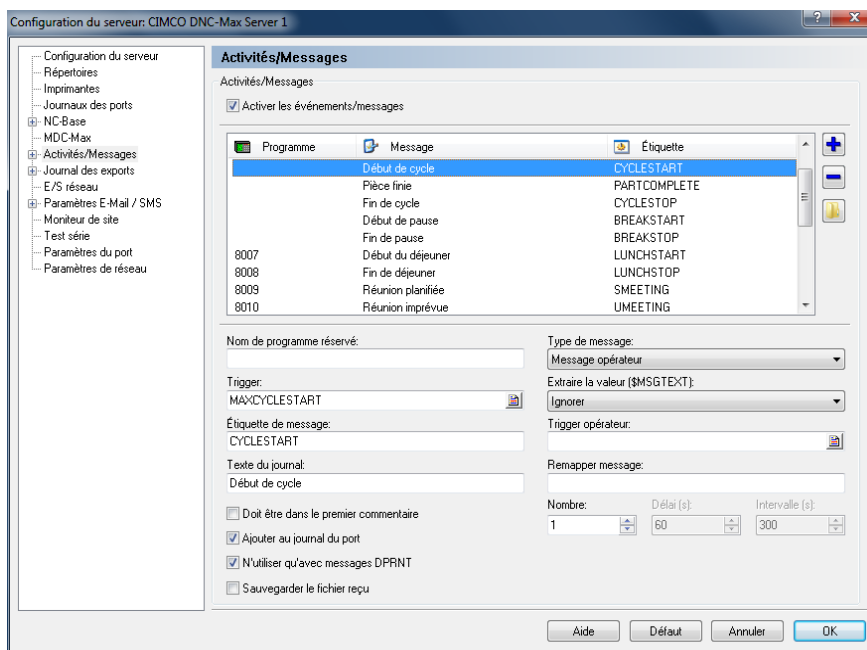 Configuration du serveur: CIMCO DNC-Max Server 1
Configuration du serveur
Répertoires
Imprimantes
Journaux des ports
NC-Base
MDC-Max
Activités/Messages
Journal des exports
E/S réseau
Paramètres E-Mail / SMS
Moniteur de site
Test série
Paramètres du port
Paramètres de réseau
Activités/Messages
Activités/Messages
Activer les événements/messages
Programme Message Étiquette
Début de cycle CYCLESTART
Pièce finie PARTCOMPLETE
Fin de cycle CYCLESTOP
Début de pause BREAKSTART
Fin de pause BREAKSTOP
8007 Début du déjeuner LUNCHSTART
8008 Fin de déjeuner LUNCHSTOP
8009 Réunion planifiée SMEETING
8010 Réunion imprévue UMEETING
Nom de programme réservé:
Type de message:
Message opérateur
Trigger:
MAXCYCLESTART
Extraire la valeur ($MSGTEXT):
Ignorer
Étiquette de message:
CYCLESTART
Trigger opérateur:
Texte du journal:
Début de cycle
Remapper message:
Nombre: Délai (s): Intervalle (s):
1 60 300
Doit être dans le premier commentaire
Ajouter au journal du port
N'utiliser qu'avec messages DPRNT
Sauvegarder le fichier reçu
Aide Défaut Annuler OK